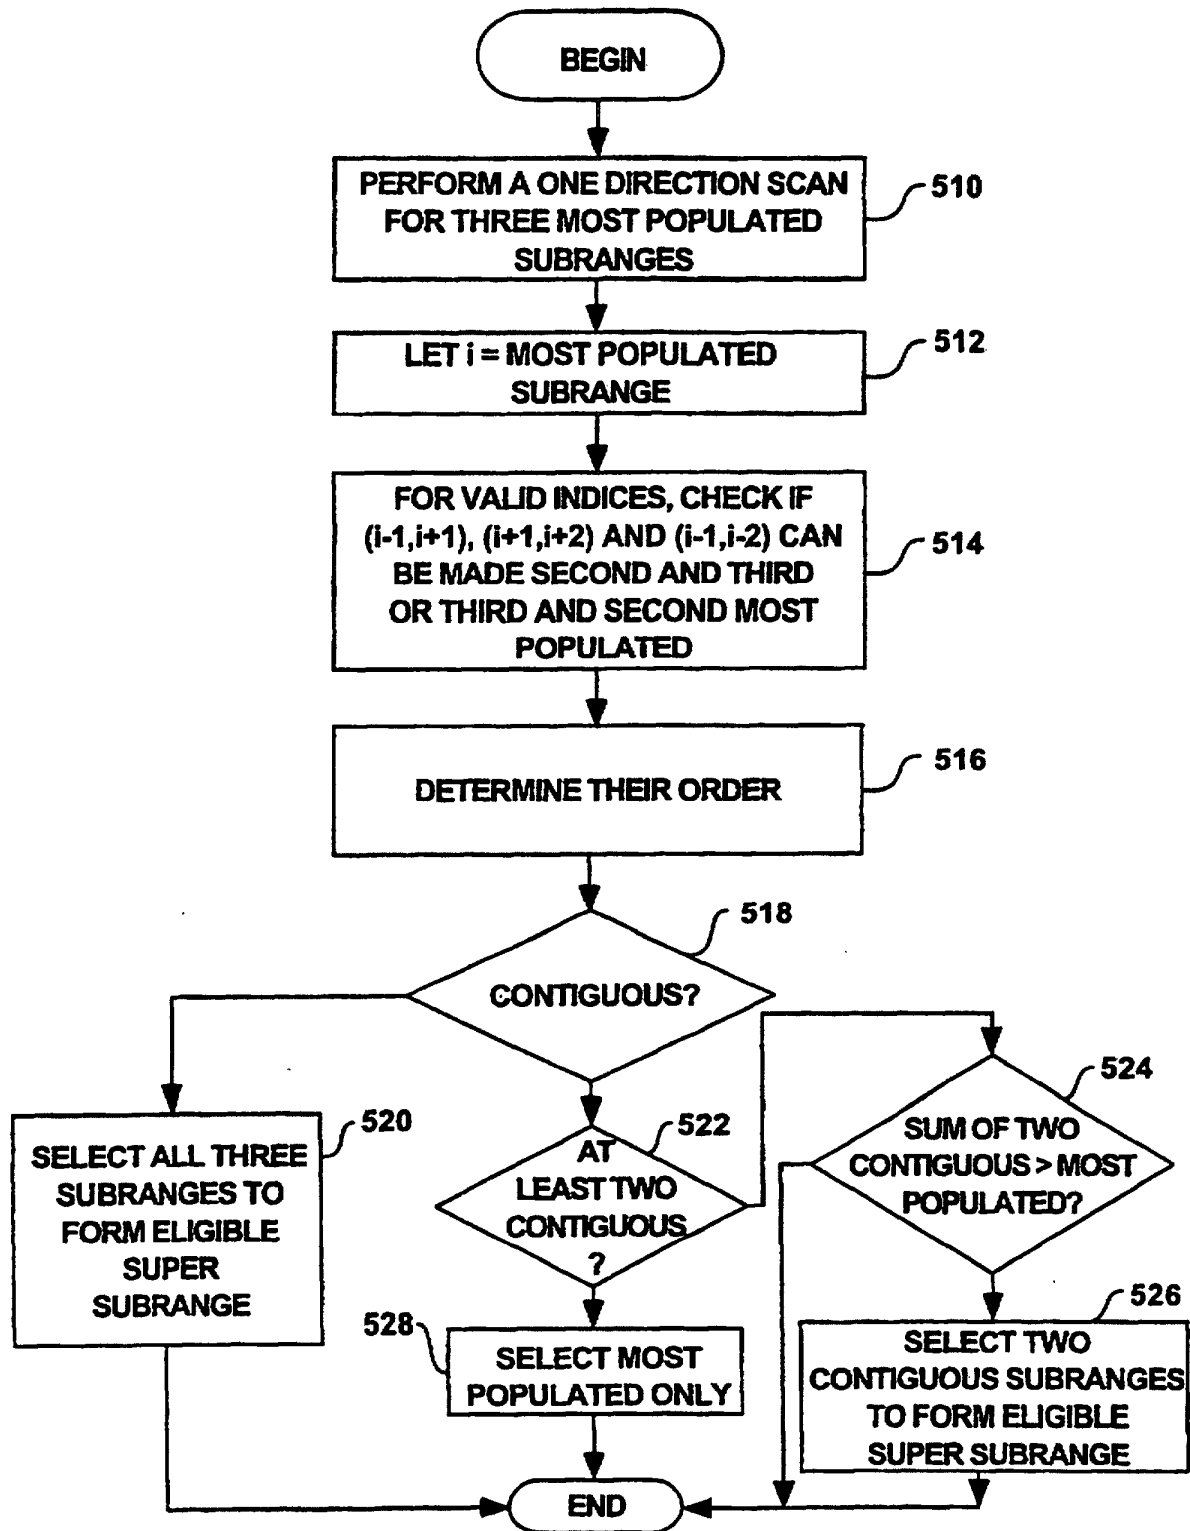 BEGIN
PERFORM A ONE DIRECTION SCAN
FOR THREE MOST POPULATED
SUBRANGES
510
LET i = MOST POPULATED
SUBRANGE
512
FOR VALID INDICES, CHECK IF
(i-1,i+1), (i+1,i+2) AND (i-1,i-2) CAN
BE MADE SECOND AND THIRD
OR THIRD AND SECOND MOST
POPULATED
514
DETERMINE THEIR ORDER
516
CONTIGUOUS?
518
SELECT ALL THREE
SUBRANGES TO
FORM ELIGIBLE
SUPER
SUBRANGE
520
AT
LEAST TWO
CONTIGUOUS
?
522
SUM OF TWO
CONTIGUOUS > MOST
POPULATED?
524
SELECT TWO
CONTIGUOUS SUBRANGES
TO FORM ELIGIBLE
SUPER SUBRANGE
526
SELECT MOST
POPULATED ONLY
528
END